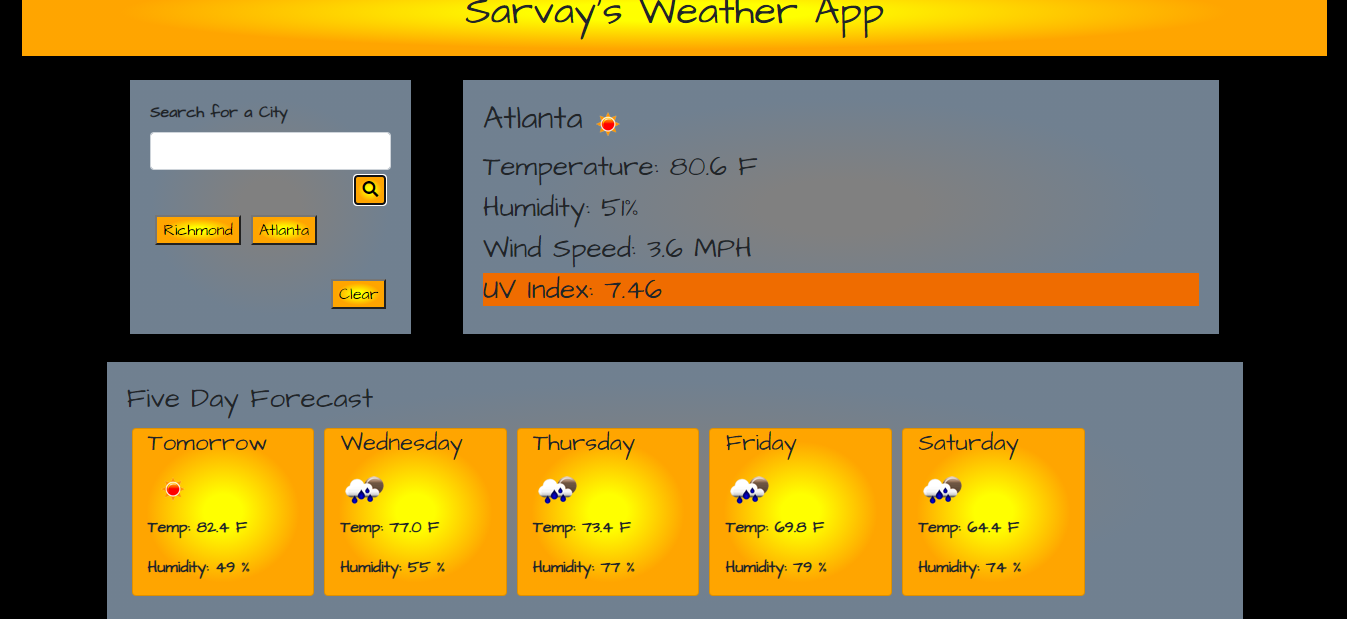 Sarvay's Weather App
Search for a City
Richmond Atlanta
Clear
Atlanta
Temperature: 80.6 F
Humidity: 51%
Wind Speed: 3.6 MPH
UV Index: 7.46
Five Day Forecast
Tomorrow
Temp: 82.4 F
Humidity: 49 %
Wednesday
Temp: 77.0 F
Humidity: 55 %
Thursday
Temp: 73.4 F
Humidity: 77 %
Friday
Temp: 69.8 F
Humidity: 79 %
Saturday
Temp: 64.4 F
Humidity: 74 %